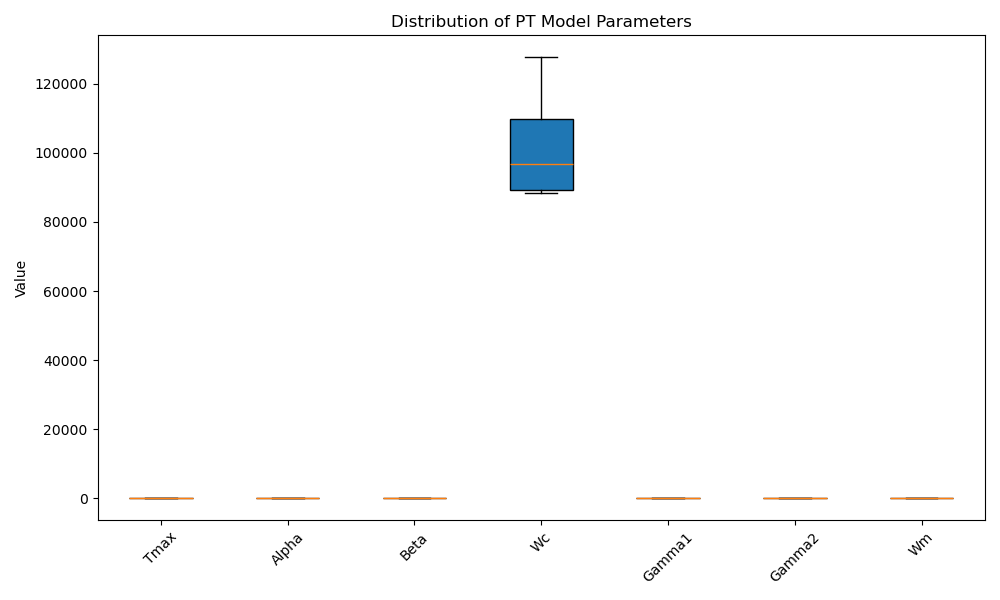 Distribution of PT Model Parameters
120000
100000
80000
60000
40000
20000
0
Value
Tmax
Alpha
Beta
Wc
Gamma1
Gamma2
Wm